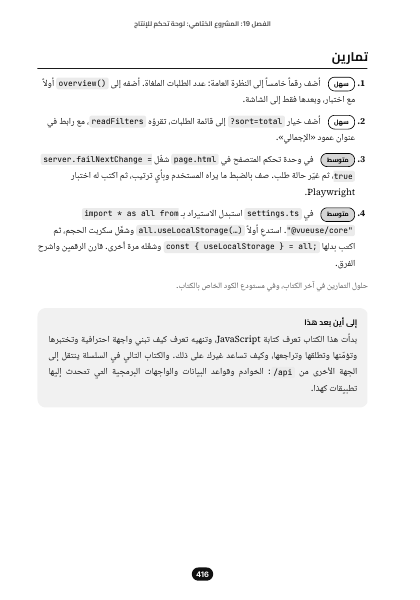 الفصل 19: المشروع الختامي: لوحة تحكم للإنتاج
تمارين
1. سهل أضف رقماً خامساً إلى النظرة العامة: عدد الطلبات الملغاة. أضفه إلى overview() أولاً
مع اختبار، وبعدها فقط إلى الشاشة.
2. سهل أضف خيار ?sort=total إلى قائمة الطلبات، تقرؤه readFilters، مع رابط في
عنوان عمود «الإجمالي».
3. متوسط في وحدة تحكم المتصفح في page.html شغّل server.failNextChange =
true، ثم غيّر حالة طلب. صف بالضبط ما يراه المستخدم وبأي ترتيب، ثم اكتب له اختبار
Playwright.
4. متوسط في settings.ts استبدل الاستيراد بـ import * as all from
"@vueuse/core". استدعِ أولاً all.useLocalStorage(…) وشغّل سكربت الحجم، ثم
اكتب بدلها const { useLocalStorage } = all; وشغّله مرة أخرى. قارن الرقمين واشرح
الفرق.
حلول التمارين في آخر الكتاب، وفي مستودع الكود الخاص بالكتاب.
إلى أين بعد هذا
بدأت هذا الكتاب تعرف كتابة JavaScript، وتنهيه تعرف كيف تبني واجهة احترافية وتختبرها
وتؤمّنها وتطلقها وتراجعها، وكيف تساعد غيرك على ذلك. والكتاب التالي في السلسلة ينتقل إلى
الجهة الأخرى من /api: الخوادم وقواعد البيانات والواجهات البرمجية التي تتحدث إليها
تطبيقات كهذا.
416